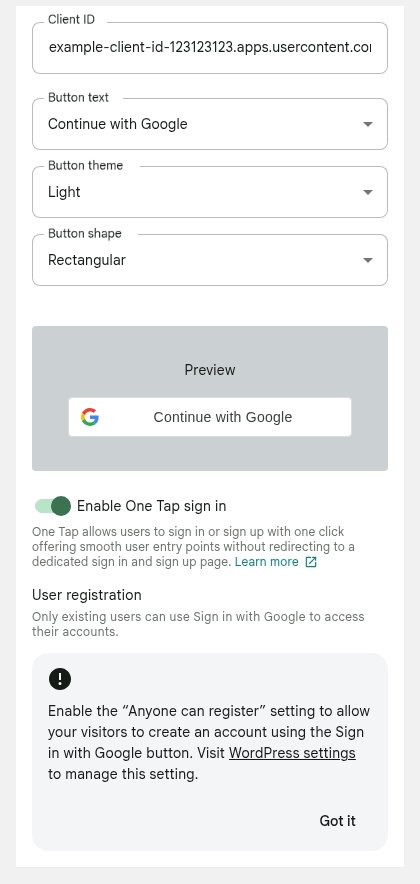 Client ID
example-client-id-123123123.apps.usercontent.co
Button text
Continue with Google
Button theme
Light
Button shape
Rectangular
Preview
Continue with Google
Enable One Tap sign in
One Tap allows users to sign in or sign up with one click
offering smooth user entry points without redirecting to a
dedicated sign in and sign up page. Learn more
User registration
Only existing users can use Sign in with Google to access
their accounts.
Enable the “Anyone can register” setting to allow
your visitors to create an account using the Sign
in with Google button. Visit WordPress settings
to manage this setting.
Got it